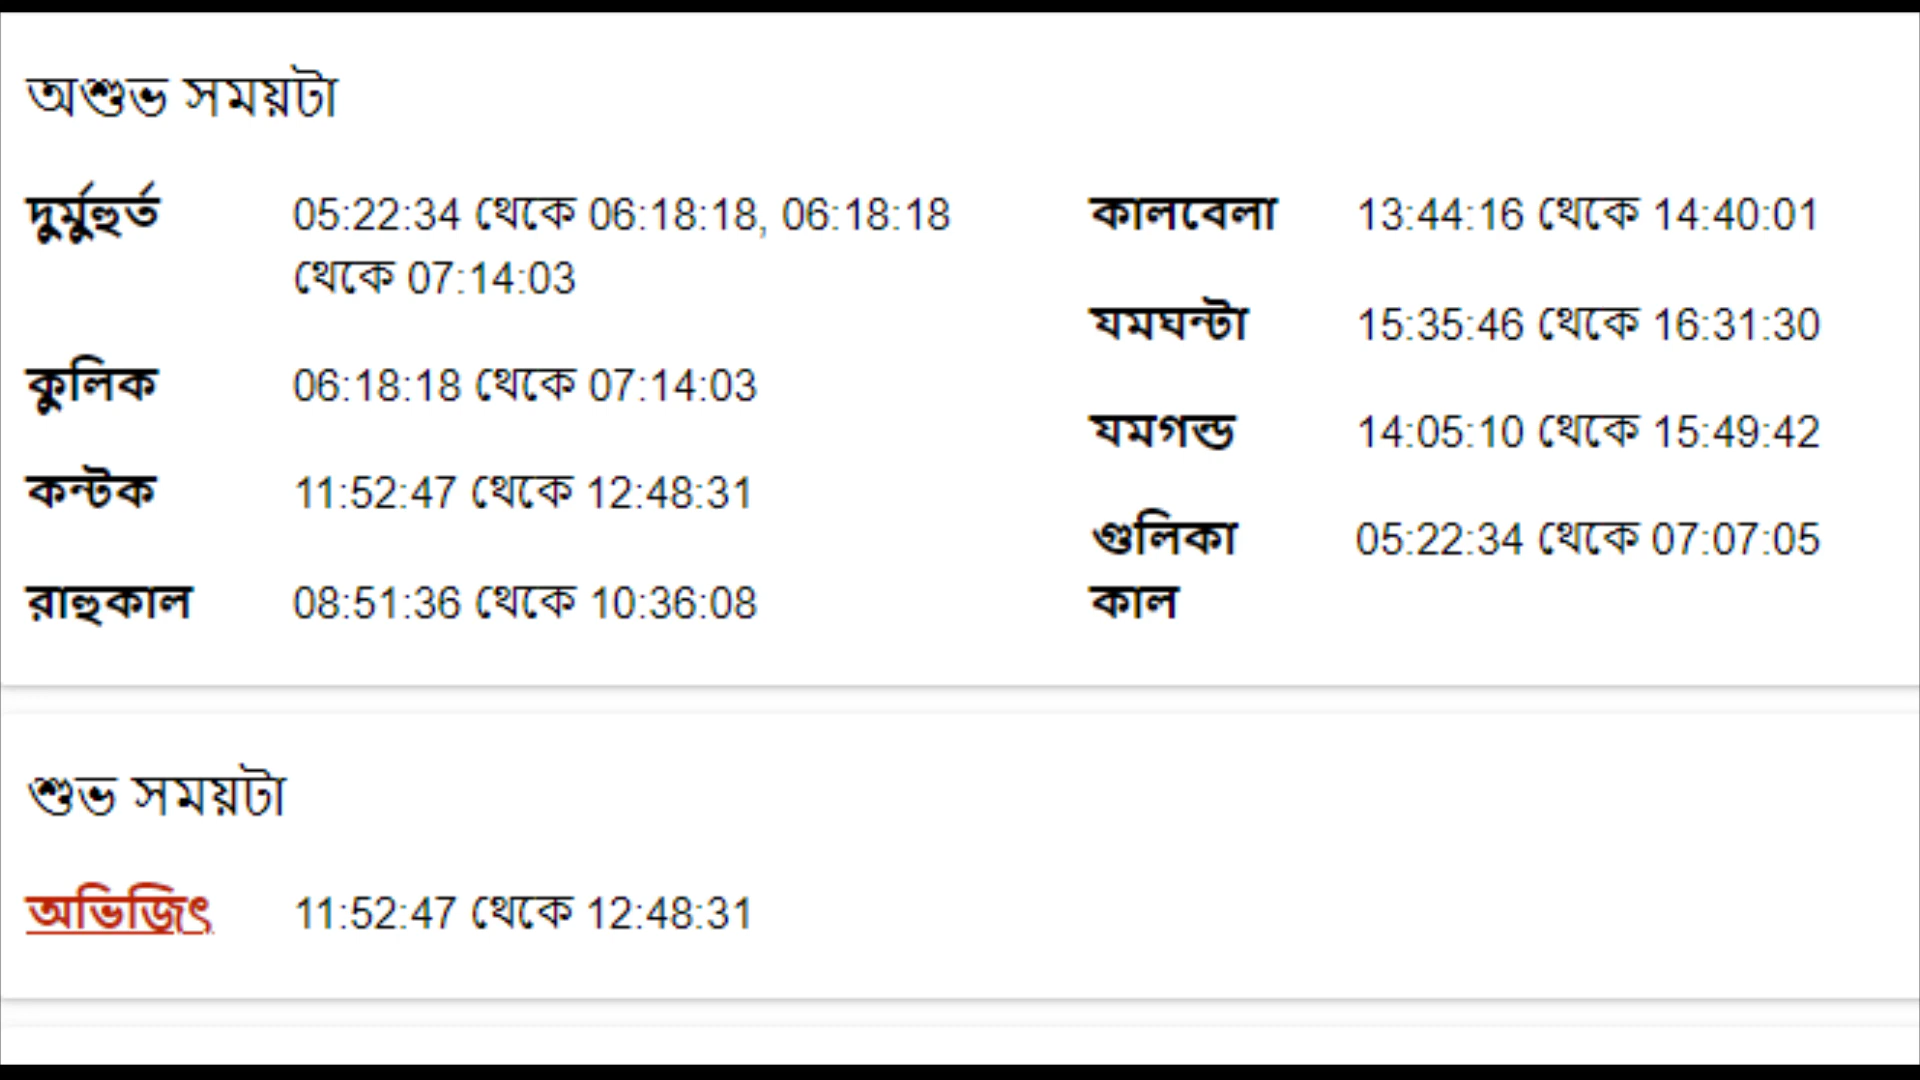 অশুভ সময়টা
দুর্মুহুর্ত 05:22:34 থেকে 06:18:18, 06:18:18
থেকে 07:14:03
কুলিক 06:18:18 থেকে 07:14:03
কন্টক 11:52:47 থেকে 12:48:31
রাহুকাল 08:51:36 থেকে 10:36:08
কালবেলা 13:44:16 থেকে 14:40:01
যমঘন্টা 15:35:46 থেকে 16:31:30
যমগন্ড 14:05:10 থেকে 15:49:42
গুলিকা 05:22:34 থেকে 07:07:05
কাল
শুভ সময়টা
অভিজিৎ 11:52:47 থেকে 12:48:31